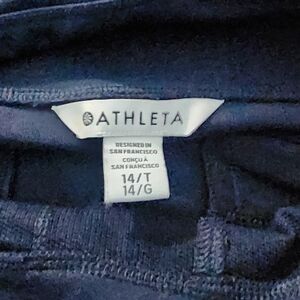 ATHLETA
DESIGNED IN
SAN FRANCISCO
CONÇU À
SAN FRANCISCO
14/T
14/G